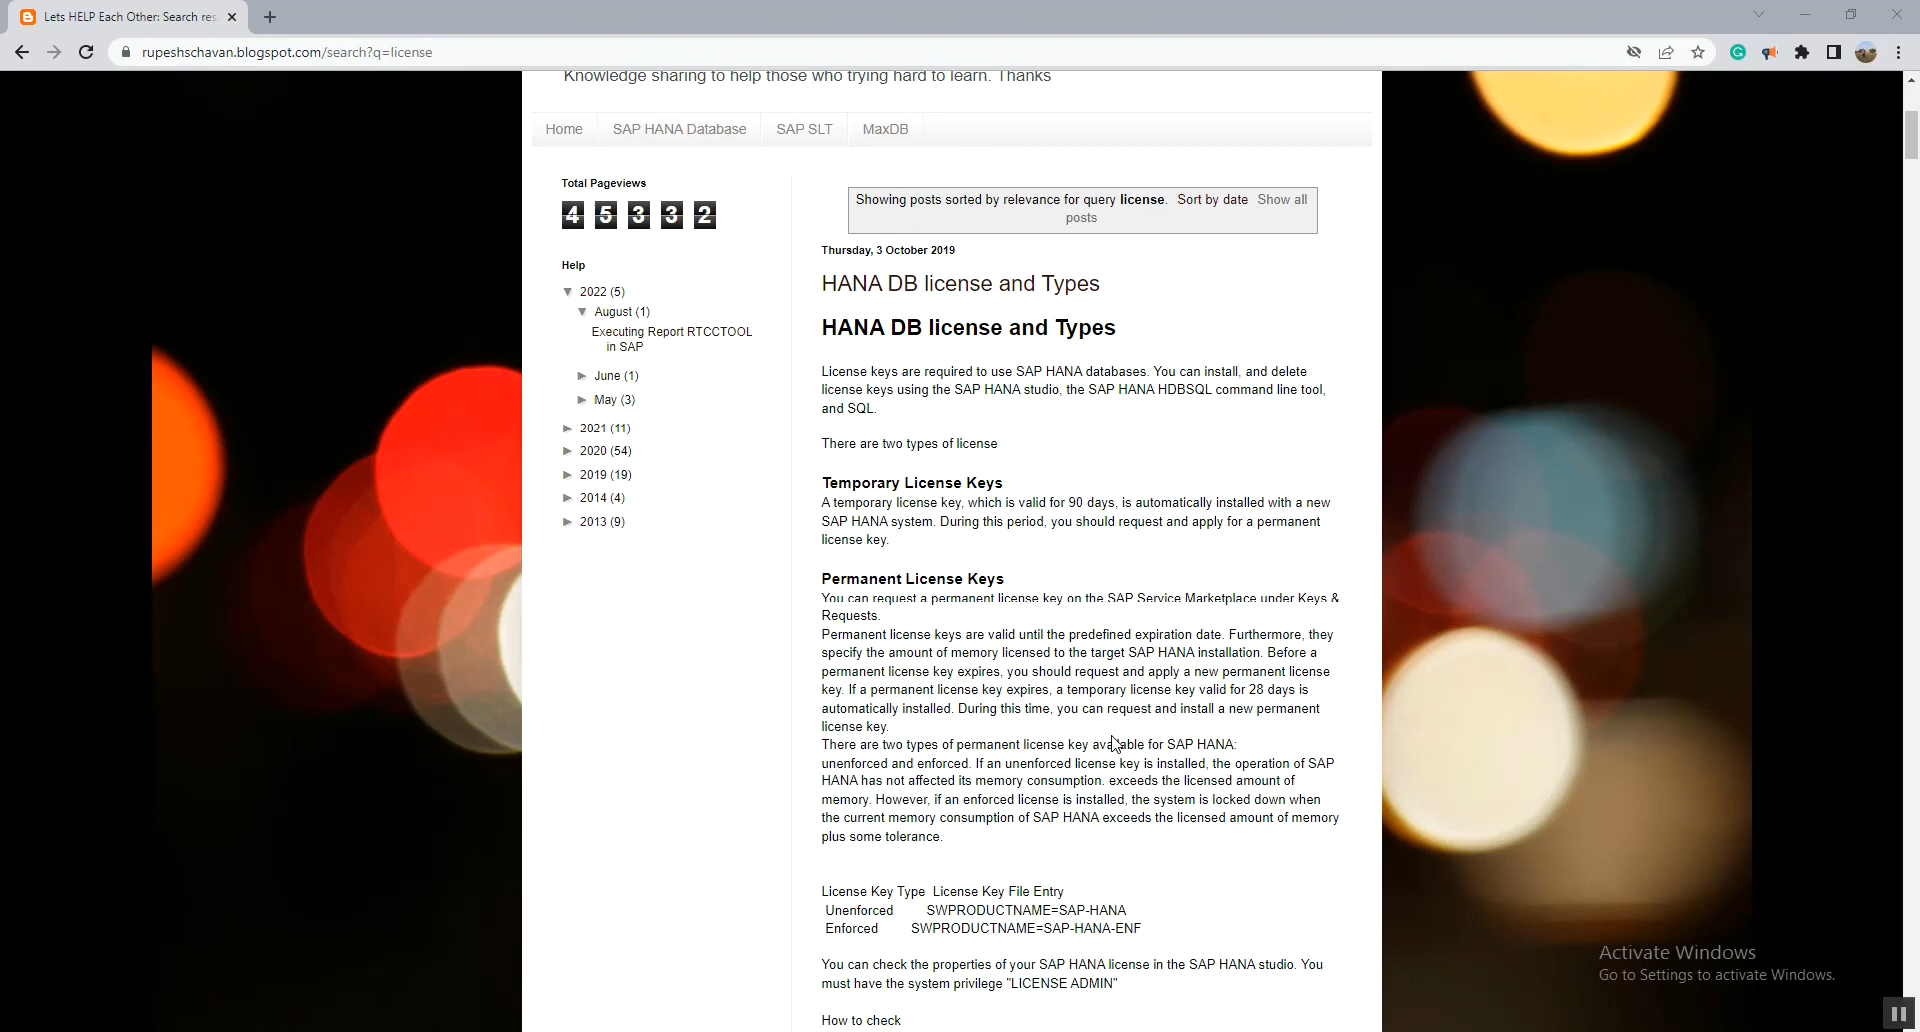 Lets HELP Each Other: Search res
rupeshschavan.blogspot.com/search?q=license
Knowledge sharing to help those who trying hard to learn. Thanks
Home SAP HANA Database SAP SLT MaxDB
Total Pageviews
4 5 3 3 2
Help
▼ 2022 (5)
▼ August (1)
Executing Report RTCCTOOL
in SAP
► June (1)
► May (3)
► 2021 (11)
► 2020 (54)
► 2019 (19)
► 2014 (4)
► 2013 (9)
Showing posts sorted by relevance for query license. Sort by date Show all
posts
Thursday, 3 October 2019
HANA DB license and Types
HANA DB license and Types
License keys are required to use SAP HANA databases. You can install, and delete
license keys using the SAP HANA studio, the SAP HANA HDBSQL command line tool,
and SQL.
There are two types of license
Temporary License Keys
A temporary license key, which is valid for 90 days, is automatically installed with a new
SAP HANA system. During this period, you should request and apply for a permanent
license key.
Permanent License Keys
You can request a permanent license key on the SAP Service Marketplace under Keys &
Requests.
Permanent license keys are valid until the predefined expiration date. Furthermore, they
specify the amount of memory licensed to the target SAP HANA installation. Before a
permanent license key expires, you should request and apply a new permanent license
key. If a permanent license key expires, a temporary license key valid for 28 days is
automatically installed. During this time, you can request and install a new permanent
license key.
There are two types of permanent license key available for SAP HANA:
unenforced and enforced. If an unenforced license key is installed, the operation of SAP
HANA has not affected its memory consumption. exceeds the licensed amount of
memory. However, if an enforced license is installed, the system is locked down when
the current memory consumption of SAP HANA exceeds the licensed amount of memory
plus some tolerance.
License Key Type License Key File Entry
Unenforced SWPRODUCTNAME=SAP-HANA
Enforced SWPRODUCTNAME=SAP-HANA-ENF
You can check the properties of your SAP HANA license in the SAP HANA studio. You
must have the system privilege "LICENSE ADMIN"
How to check
Activate Windows
Go to Settings to activate Windows.